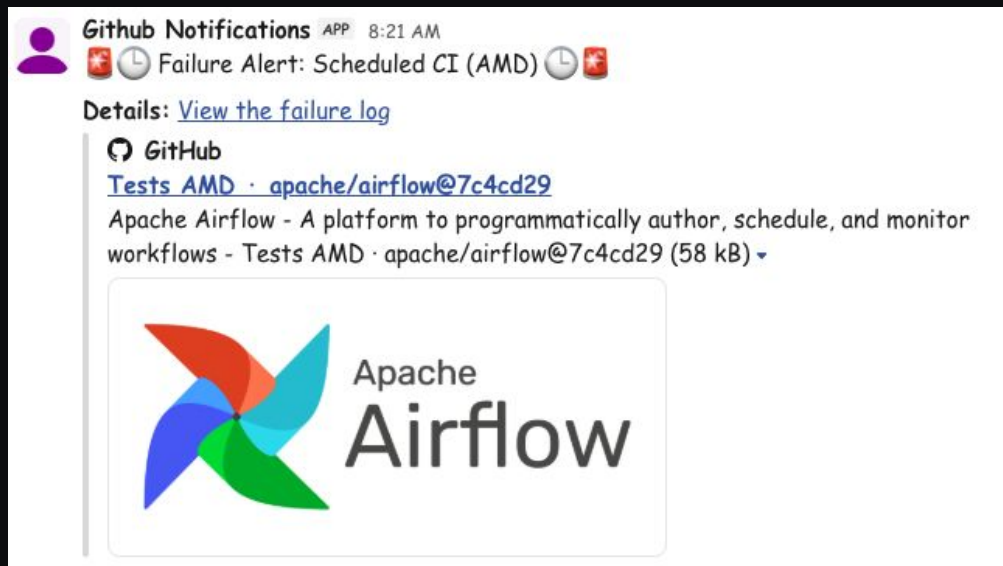 Github Notifications APP 8:21 AM
🚨🕒 Failure Alert: Scheduled CI (AMD) 🕒🚨
Details: View the failure log
GitHub
Tests AMD · apache/airflow@7c4cd29
Apache Airflow - A platform to programmatically author, schedule, and monitor
workflows - Tests AMD · apache/airflow@7c4cd29 (58 kB)
Apache
Airflow